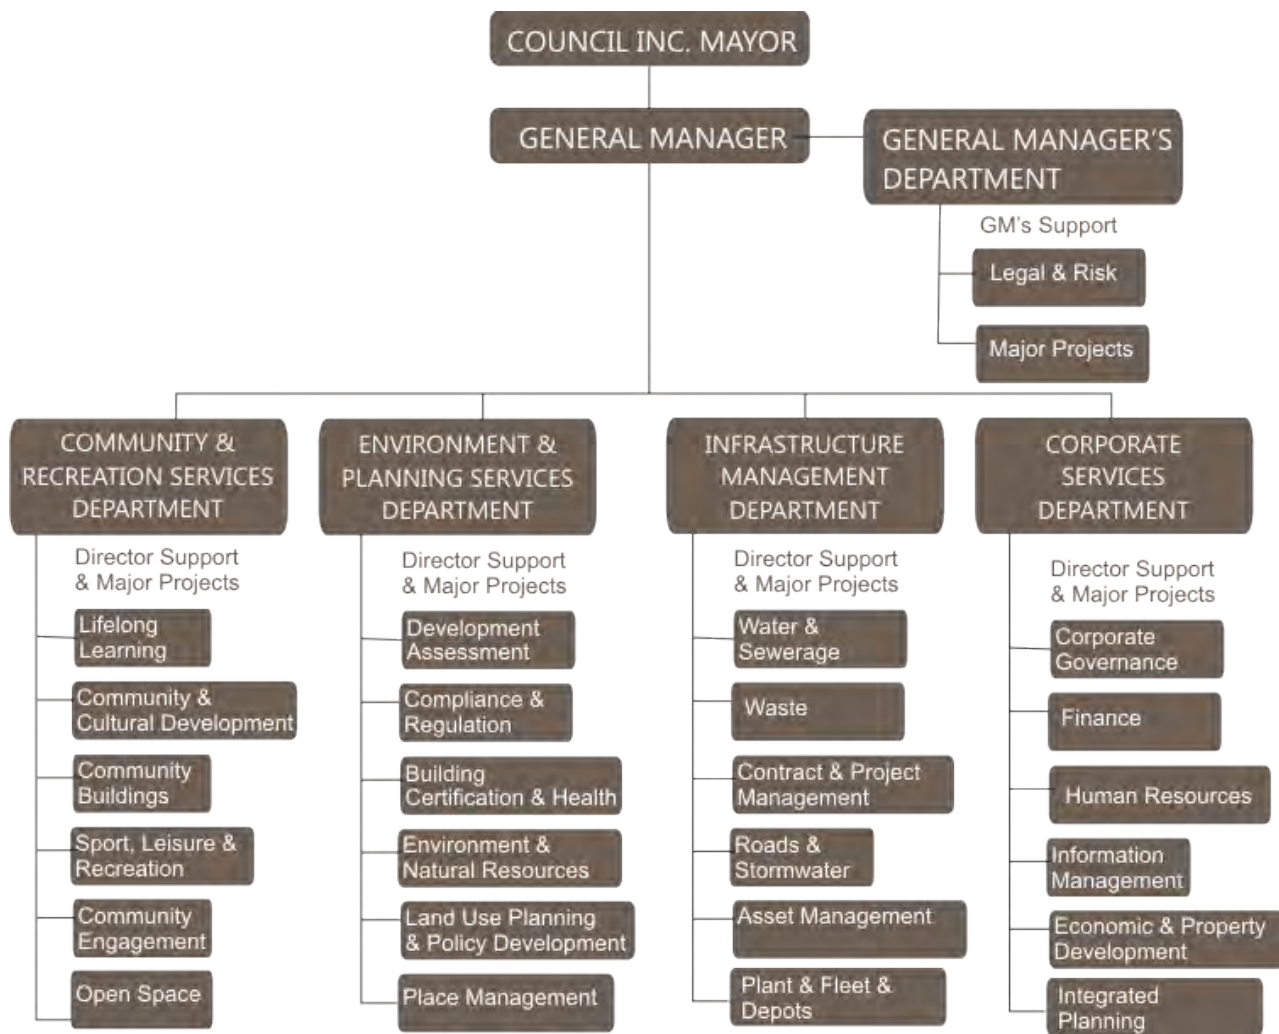 COUNCIL INC. MAYOR
GENERAL MANAGER
GENERAL MANAGER'S
DEPARTMENT
GM's Support
Legal & Risk
Major Projects
COMMUNITY &
RECREATION SERVICES
DEPARTMENT
Director Support
& Major Projects
Lifelong
Learning
Community &
Cultural Development
Community
Buildings
Sport, Leisure &
Recreation
Community
Engagement
Open Space
ENVIRONMENT &
PLANNING SERVICES
DEPARTMENT
Director Support
& Major Projects
Development
Assessment
Compliance &
Regulation
Building
Certification & Health
Environment &
Natural Resources
Land Use Planning
& Policy Development
Place Management
INFRASTRUCTURE
MANAGEMENT
DEPARTMENT
Director Support
& Major Projects
Water &
Sewerage
Waste
Contract & Project
Management
Roads &
Stormwater
Asset Management
Plant & Fleet &
Depots
CORPORATE
SERVICES
DEPARTMENT
Director Support
& Major Projects
Corporate
Governance
Finance
Human Resources
Information
Management
Economic & Property
Development
Integrated
Planning